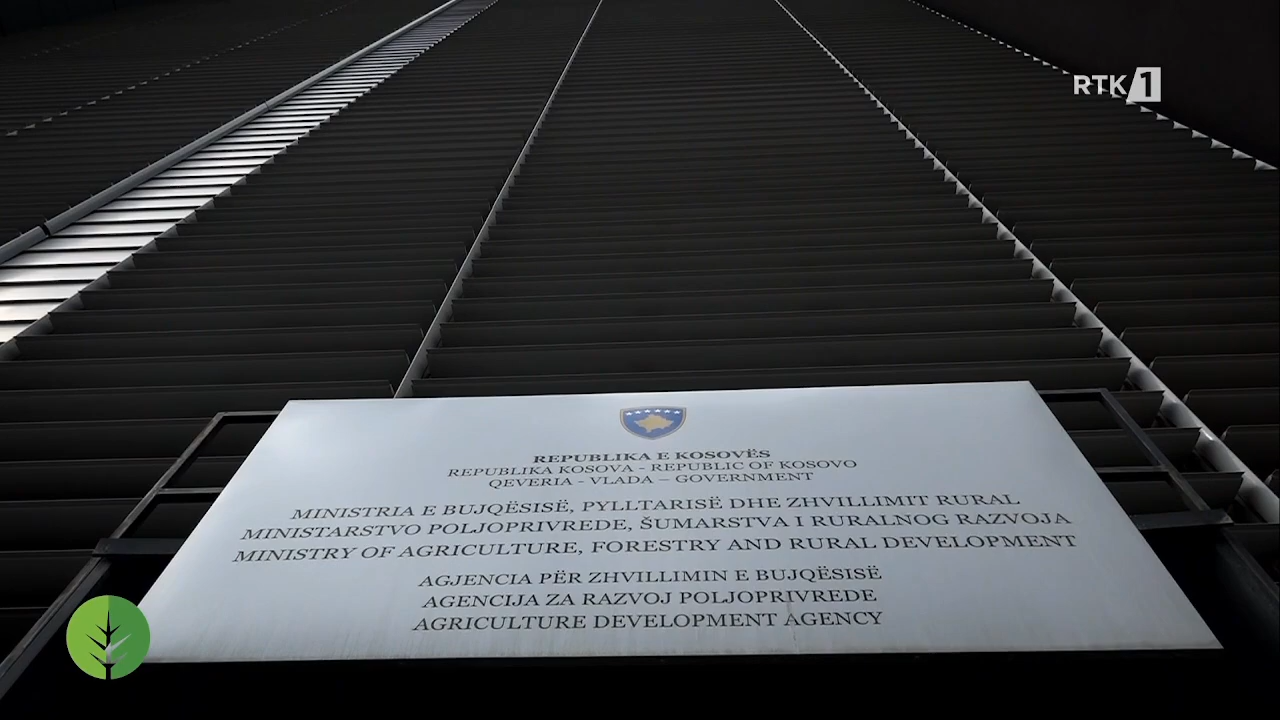 RTK 1
REPUBLIKA E KOSOVËS
REPUBLIKA KOSOVA - REPUBLIC OF KOSOVO
QEVERIA - VLADA – GOVERNMENT
MINISTRIA E BUJQËSISË, PYLLTARISË DHE ZHVILLIMIT RURAL
MINISTARSTVO POLJOPRIVREDE, ŠUMARSTVA I RURALNOG RAZVOJA
MINISTRY OF AGRICULTURE, FORESTRY AND RURAL DEVELOPMENT
AGJENCIA PËR ZHVILLIMIN E BUJQËSISË
AGENCIJA ZA RAZVOJ POLJOPRIVREDE
AGRICULTURE DEVELOPMENT AGENCY